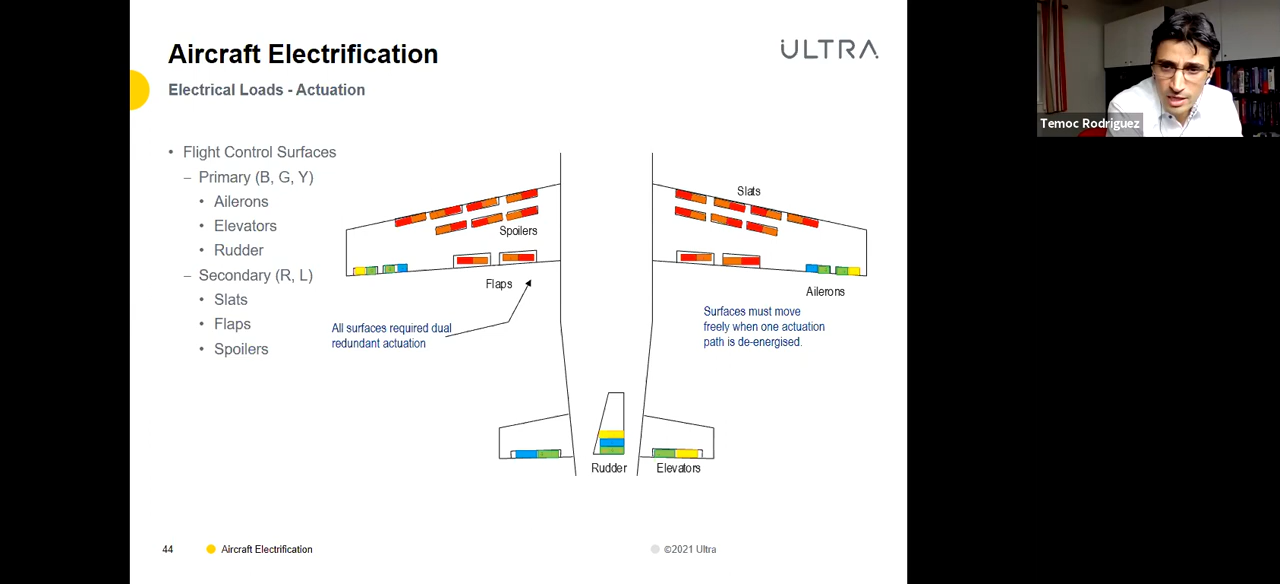 Aircraft Electrification
ULTRA
Electrical Loads - Actuation
Temoc Rodriguez
• Flight Control Surfaces
– Primary (B, G, Y)
• Ailerons
• Elevators
• Rudder
– Secondary (R, L)
• Slats
• Flaps
• Spoilers
Slats
Spoilers
Flaps
Ailerons
All surfaces required dual
redundant actuation
Surfaces must move
freely when one actuation
path is de-energised.
Rudder
Elevators
44
Aircraft Electrification
©2021 Ultra